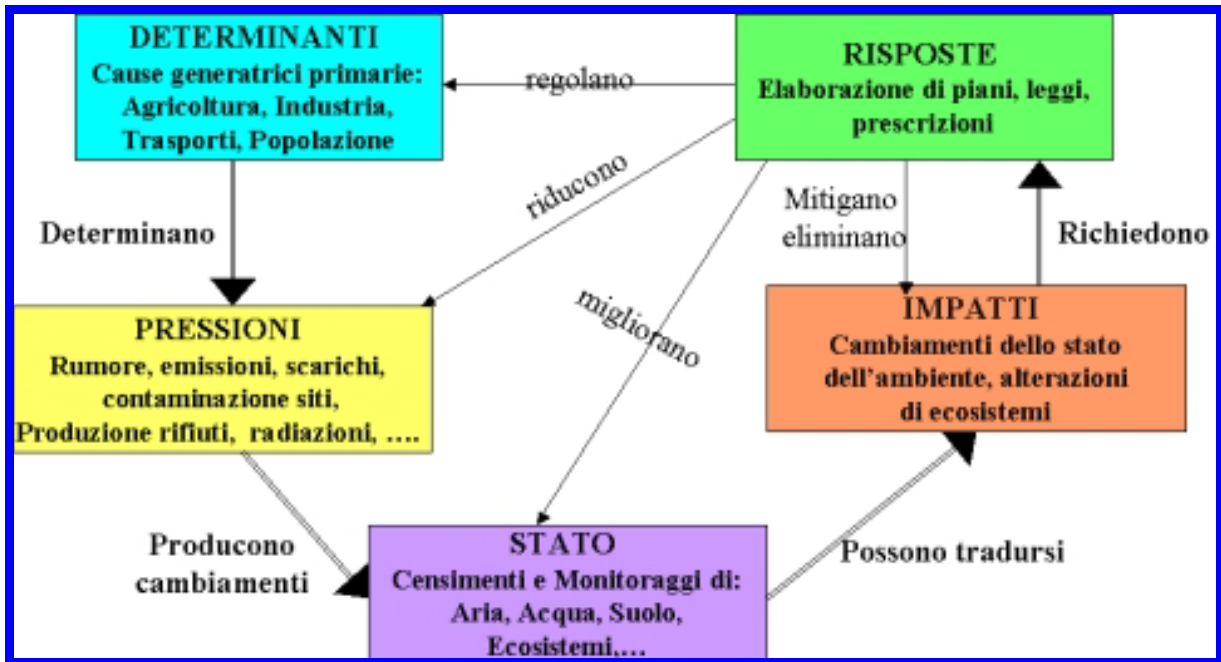 DETERMINANTI
Cause generatrici primarie:
Agricoltura, Industria,
Trasporti, Popolazione
regolano
RISPOSTE
Elaborazione di piani, leggi,
prescrizioni
riducono
Mitigano
eliminano
Determinano
Richiedono
PRESSIONI
Rumore, emissioni, scarichi,
contaminazione siti,
Produzione rifiuti, radiazioni, ....
migliorano
IMPATTI
Cambiamenti dello stato
dell'ambiente, alterazioni
di ecosistemi
Producono
cambiamenti
STATO
Censimenti e Monitoraggi di:
Aria, Acqua, Suolo,
Ecosistemi,...
Possono tradursi